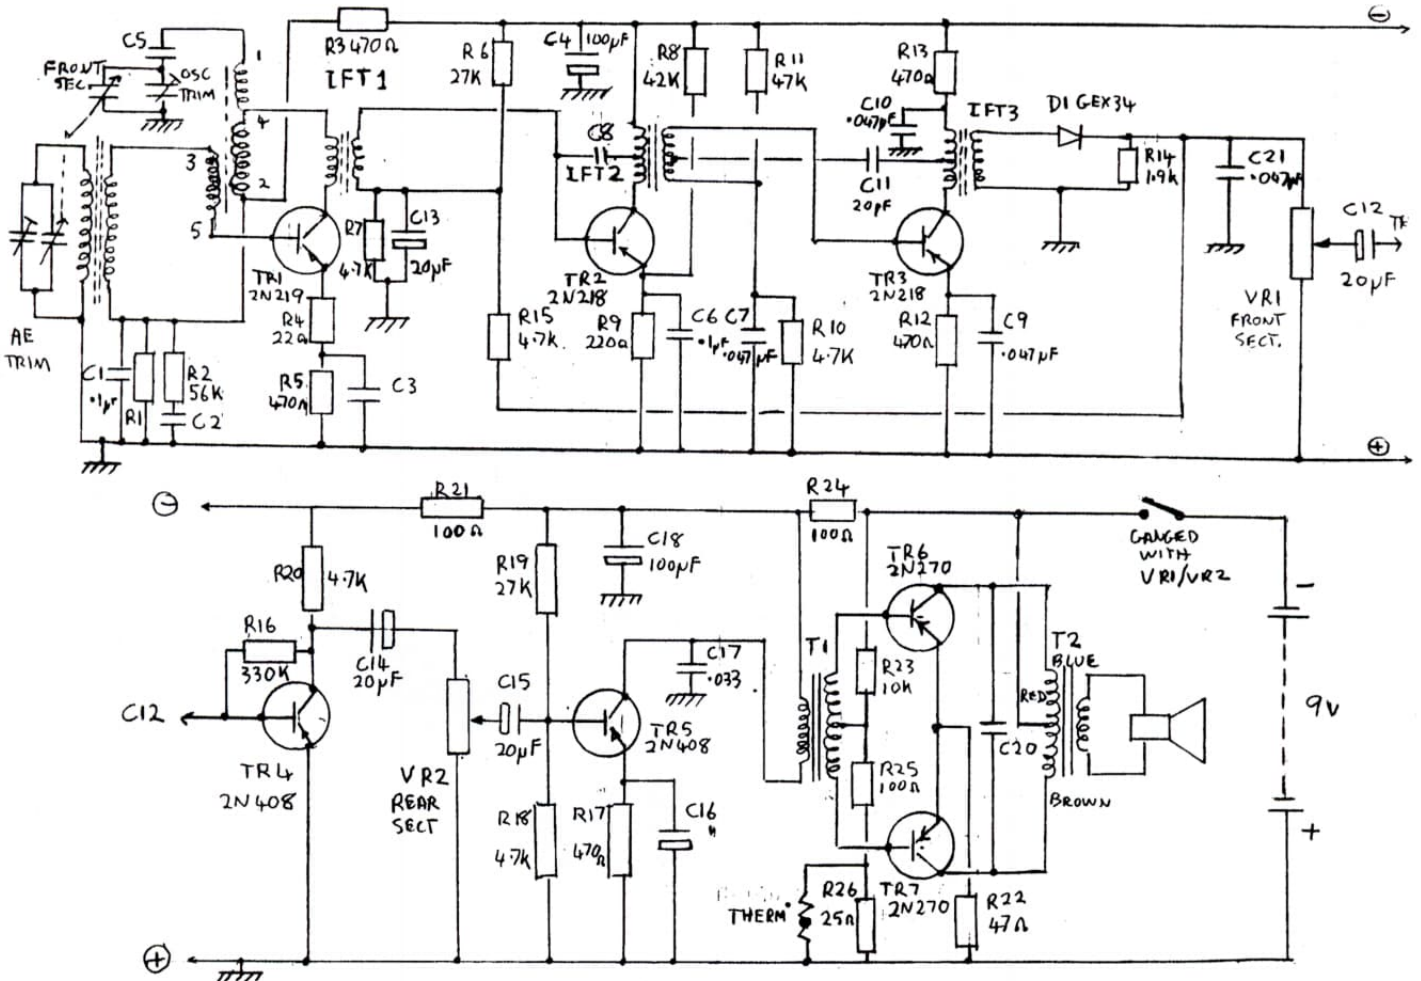 ⊖
C5
R3 470Ω
R6
27K
C4 100µF
R8
42K
R11
47K
R13
470Ω
FRONT
SEC.
OSC
TRIM
1
IFT1
4
C10
.047µF
IFT3
D1 GEX34
3
C8
IFT2
C11
20pF
R14
1.9K
C21
.047µF
2
5
C13
R7
4.7K
20µF
C12
20µF
TR1
2N219
TR2
2N218
TR3
2N218
VR1
FRONT
SECT.
AE
TRIM
R4
22Ω
R15
4.7K.
R9
220Ω
C6
.1µF
C7
.047µF
R10
4.7K
R12
470Ω
C9
.047µF
C1
.1µF
R1
R2
56K
C2
R5
470Ω
C3
⊕
⊖
R21
100Ω
R24
100Ω
R20
4.7K
R19
27K
C18
100µF
TR6
2N270
GANGED
WITH
VR1/VR2
−
R16
330K
C14
20µF
C17
.033
T1
R23
10K
T2
BLUE
RED
C12
C15
20µF
TR5
2N408
C20
9V
TR4
2N408
VR2
REAR
SECT
R25
100Ω
BROWN
R18
4.7K
R17
470Ω
C16
"
+
THERM
R26
25Ω
TR7
2N270
R22
47Ω
⊕